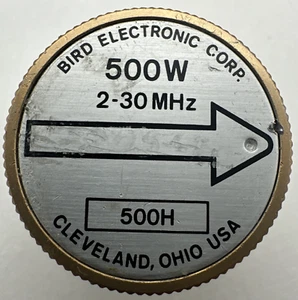 BIRD ELECTRONIC CORP.
500W
2-30 MHz
500H
CLEVELAND, OHIO USA